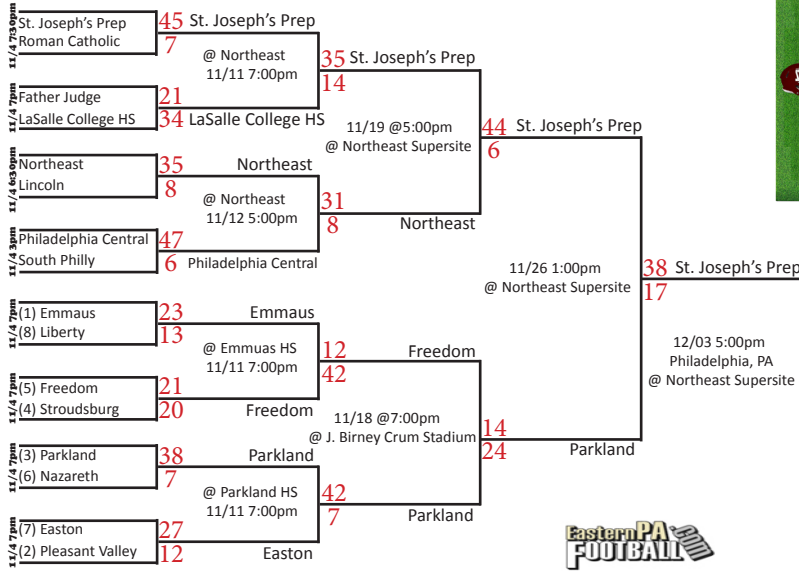 11/4 7:30pm
St. Joseph's Prep 45
Roman Catholic 7
St. Joseph's Prep
@ Northeast
11/11 7:00pm
11/4 7pm
Father Judge 21
LaSalle College HS 34
LaSalle College HS
35 St. Joseph's Prep
14
11/19 @5:00pm
@ Northeast Supersite
11/4 6:30pm
Northeast 35
Lincoln 8
Northeast
@ Northeast
11/12 5:00pm
11/4 3pm
Philadelphia Central 47
South Philly 6
Philadelphia Central
31
8
Northeast
44 St. Joseph's Prep
6
11/26 1:00pm
@ Northeast Supersite
11/4 7pm
(1) Emmaus 23
(8) Liberty 13
Emmaus
@ Emmuas HS
11/11 7:00pm
11/4 7pm
(5) Freedom 21
(4) Stroudsburg 20
Freedom
12
42
Freedom
11/18 @7:00pm
@ J. Birney Crum Stadium
11/4 7pm
(3) Parkland 38
(6) Nazareth 7
Parkland
@ Parkland HS
11/11 7:00pm
11/4 7pm
(7) Easton 27
(2) Pleasant Valley 12
Easton
42
7
Parkland
14
24
Parkland
38 St. Joseph's Prep
17
12/03 5:00pm
Philadelphia, PA
@ Northeast Supersite
EasternPA
FOOTBALL.com